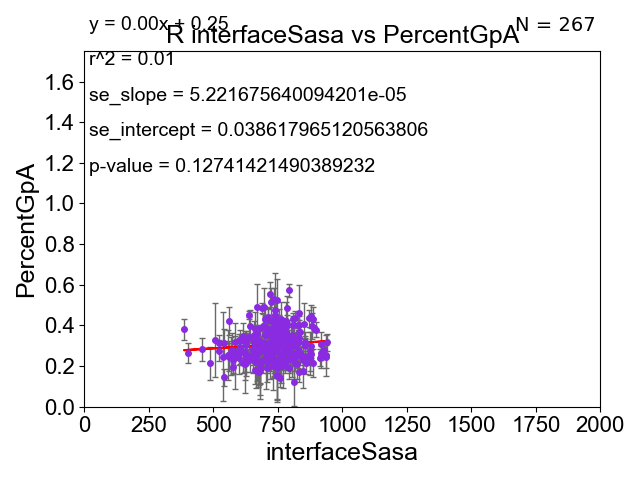 y = 0.00x + 0.25
R interfaceSasa vs PercentGpA
N = 267
r^2 = 0.01
se_slope = 5.221675640094201e-05
se_intercept = 0.038617965120563806
p-value = 0.12741421490389232
PercentGpA
1.6
1.4
1.2
1.0
0.8
0.6
0.4
0.2
0.0
0 250 500 750 1000 1250 1500 1750 2000
interfaceSasa